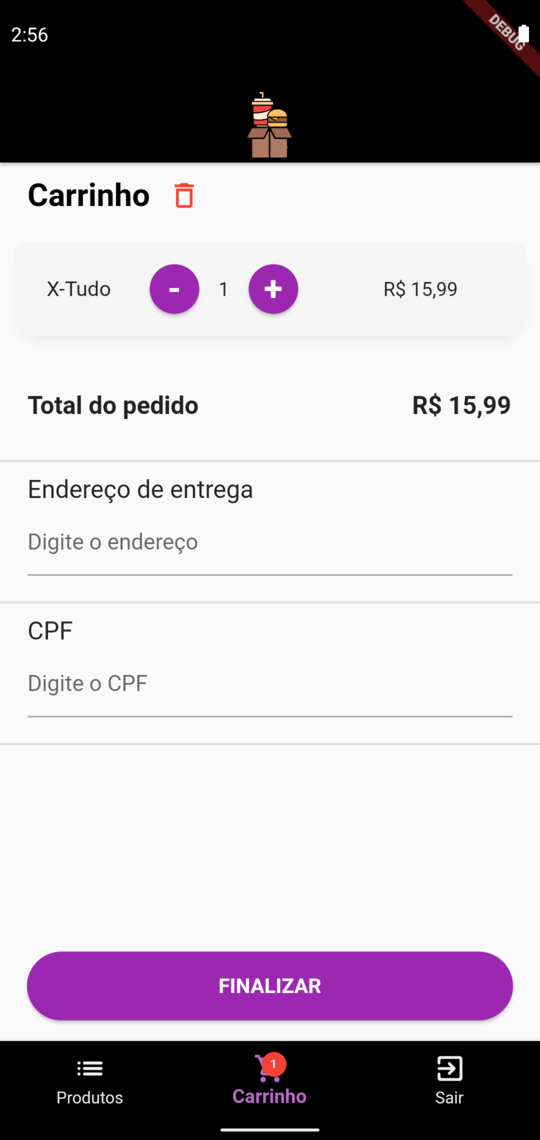 2:56
DEBUG
Carrinho
X-Tudo - 1 + R$ 15,99
Total do pedido R$ 15,99
Endereço de entrega
Digite o endereço
CPF
Digite o CPF
FINALIZAR
1
Produtos Carrinho Sair